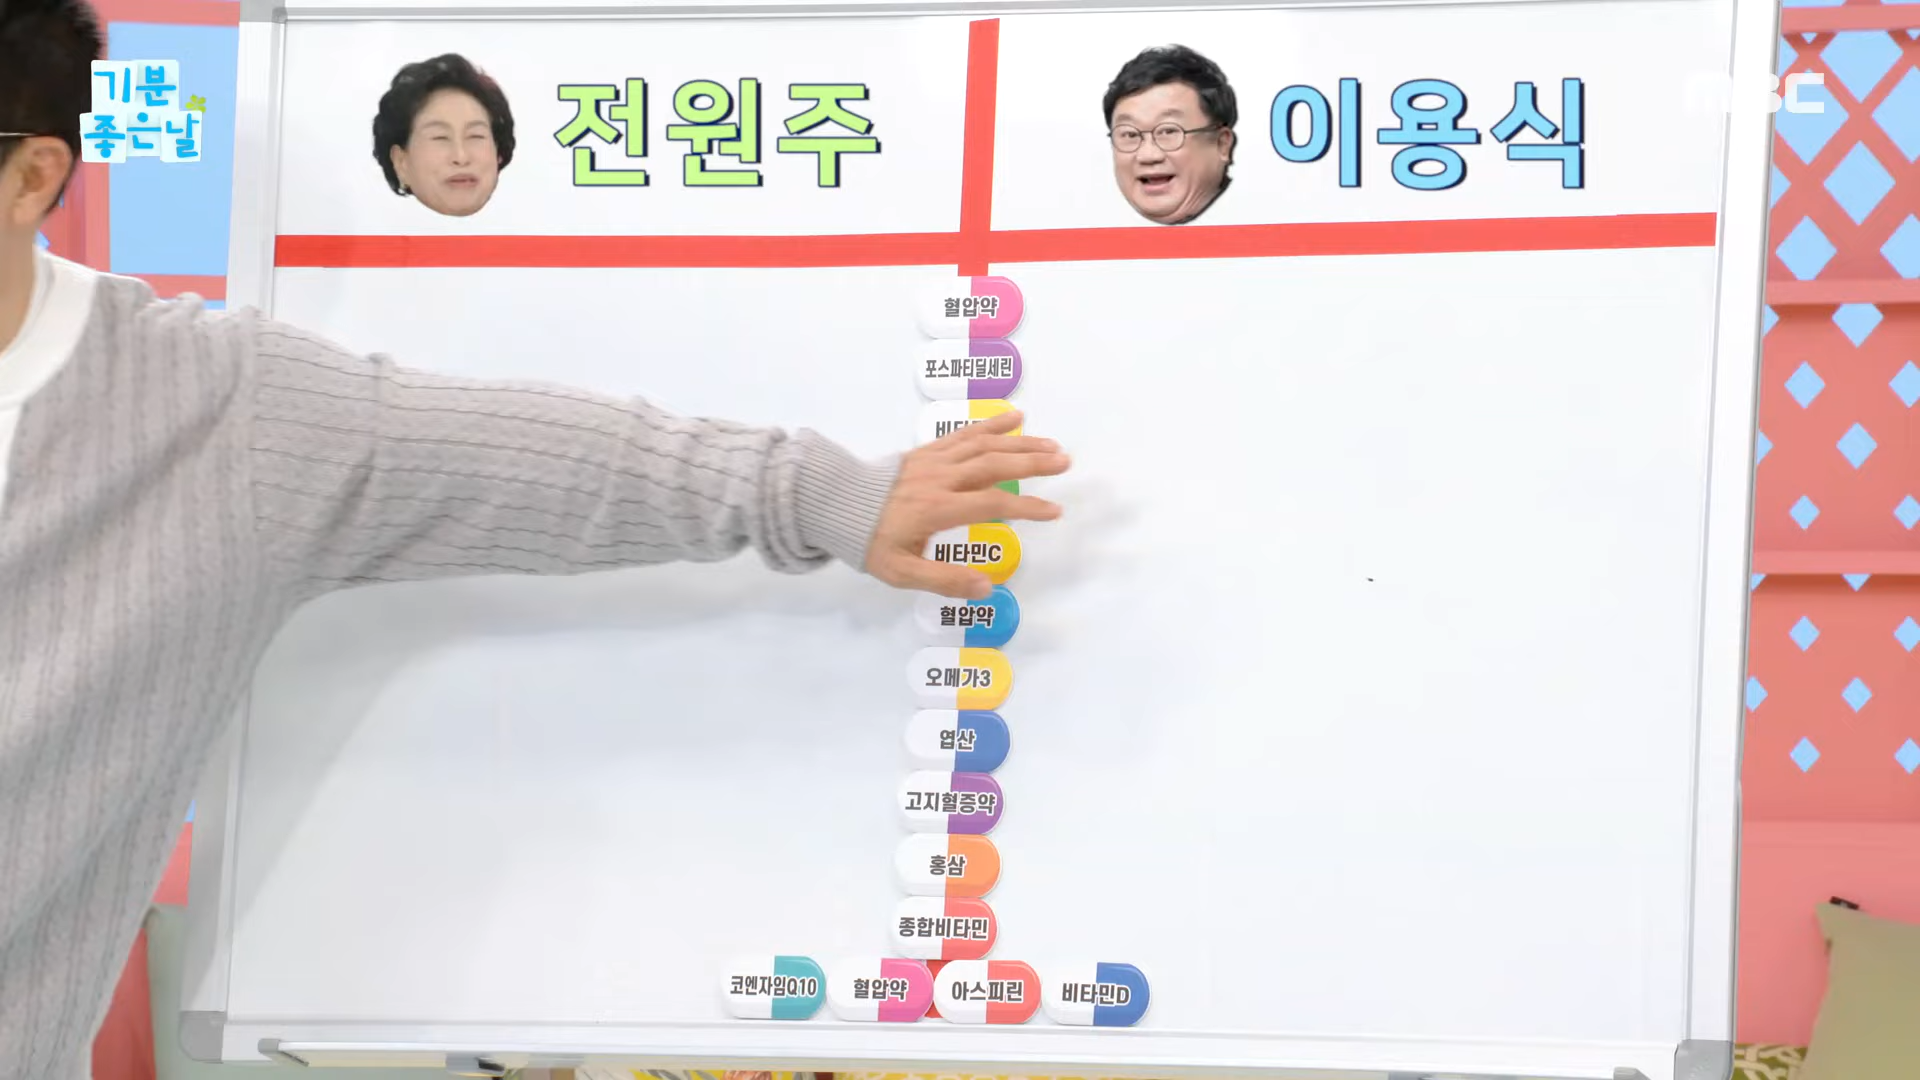 기분
좋은날
MBC
전원주
이용식
혈압약
포스파티딜세린
비타민C
혈압약
오메가3
엽산
고지혈증약
홍삼
종합비타민
코엔자임Q10
혈압약
아스피린
비타민D